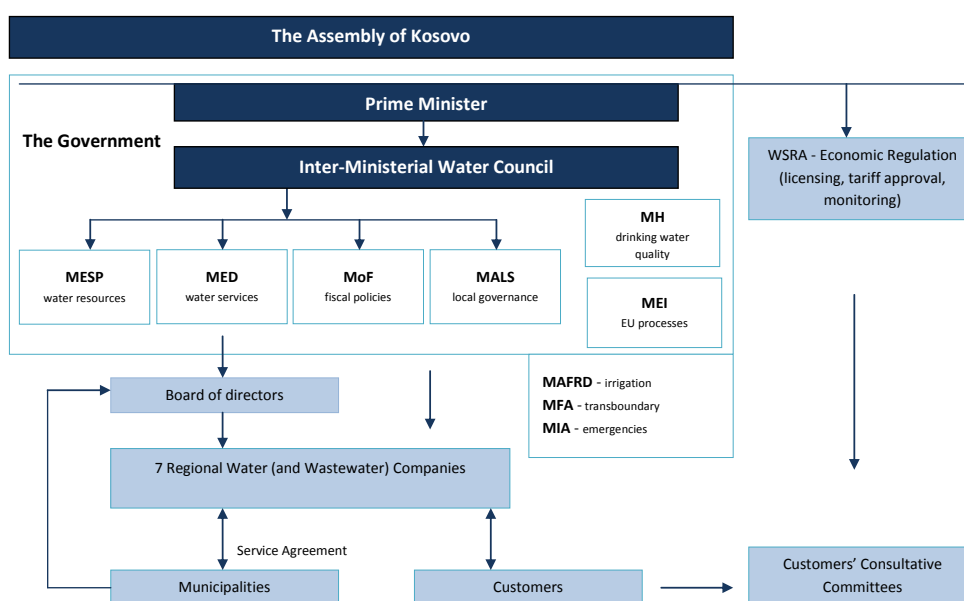 The Assembly of Kosovo
Prime Minister
The Government
Inter-Ministerial Water Council
WSRA - Economic Regulation
(licensing, tariff approval,
monitoring)
MH
drinking water
quality
MESP
water resources
MED
water services
MoF
fiscal policies
MALS
local governance
MEI
EU processes
MAFRD - irrigation
MFA - transboundary
MIA - emergencies
Board of directors
7 Regional Water (and Wastewater) Companies
Service Agreement
Municipalities
Customers
Customers’ Consultative
Committees